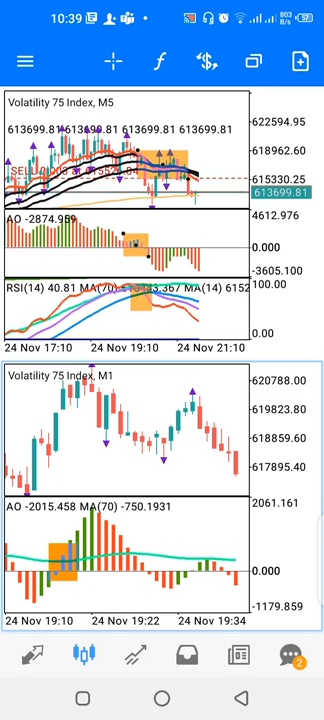 10:39
803 B/s 57
Volatility 75 Index, M5
613699.81 613699.81 613699.81 613699.81
622594.95
618962.60
615330.25
613699.81
AO -2874.959
4612.976
0.000
-3605.100
RSI(14) 40.81 MA(70)
MA(14) 6152
100.00
0.00
24 Nov 17:10 24 Nov 19:10 24 Nov 21:10
Volatility 75 Index, M1
620788.00
619823.80
618859.60
617895.40
AO -2015.458 MA(70) -750.1931
2061.161
0.000
-1179.859
24 Nov 19:10 24 Nov 19:22 24 Nov 19:34
2